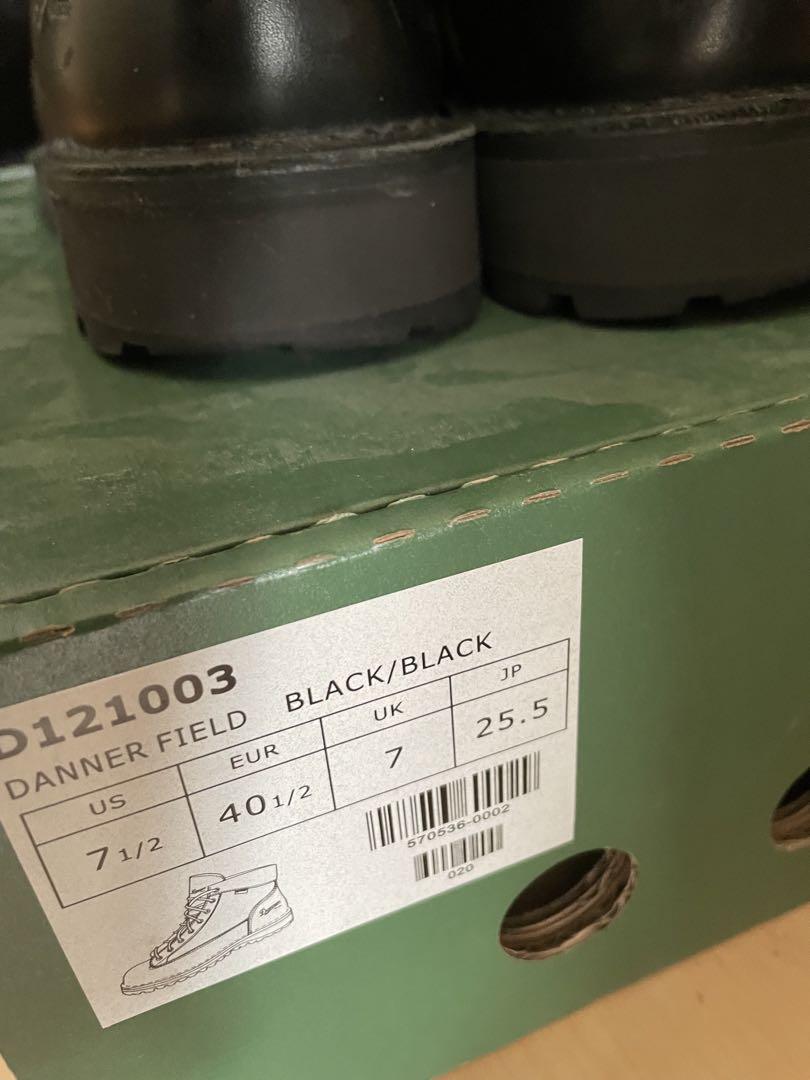 D121003
DANNER FIELD BLACK/BLACK
US EUR UK JP
7 1/2 40 1/2 7 25.5
570536-0002
020